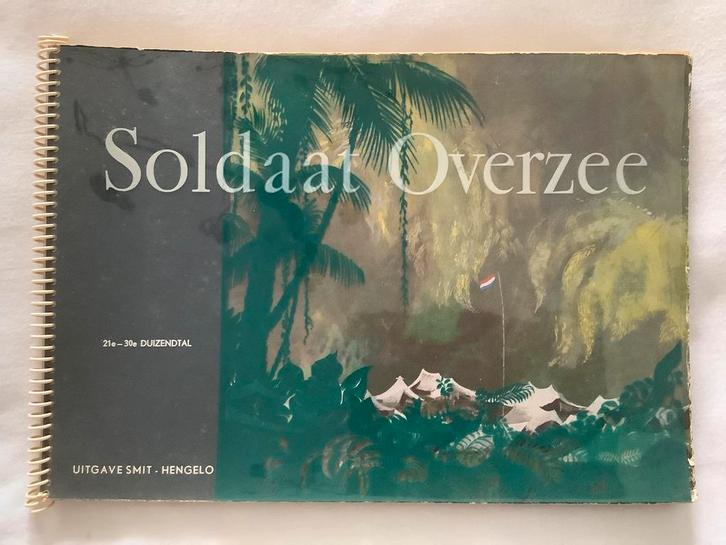 Soldaat Overzee
21e – 30e DUIZENDTAL
UITGAVE SMIT - HENGELO